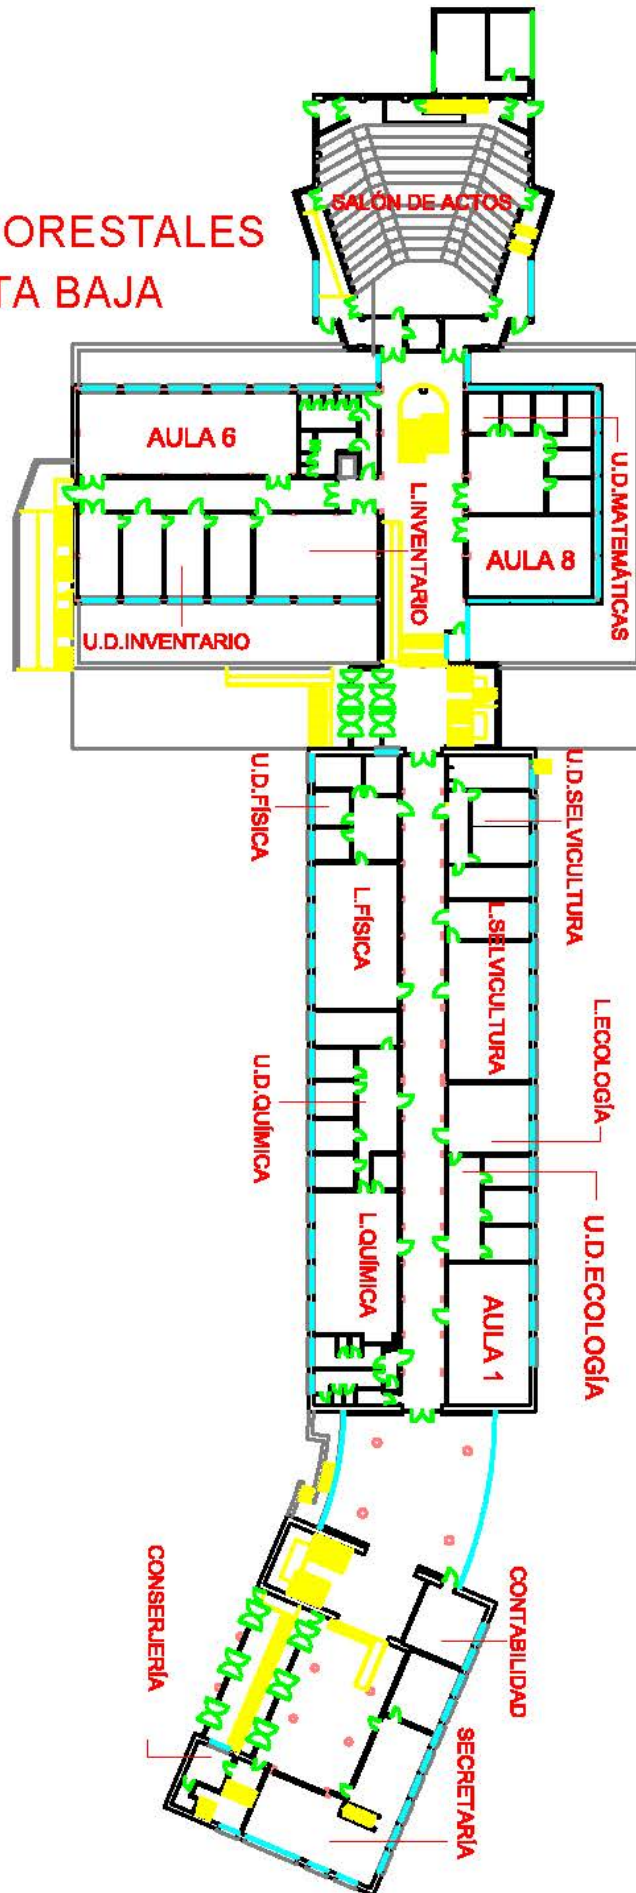 SALÓN DE ACTOS
ORESTALES
TA BAJA
AULA 6
L.INVENTARIO
U.D.MATEMÁTICAS
AULA 8
U.D.INVENTARIO
U.D.FÍSICA
U.D.SELVICULTURA
L.FÍSICA
L.SELVICULTURA
L.ECOLOGÍA
U.D.QUÍMICA
U.D.ECOLOGÍA
L.QUÍMICA
AULA 1
CONSERJERÍA
CONTABILIDAD
SECRETARÍA